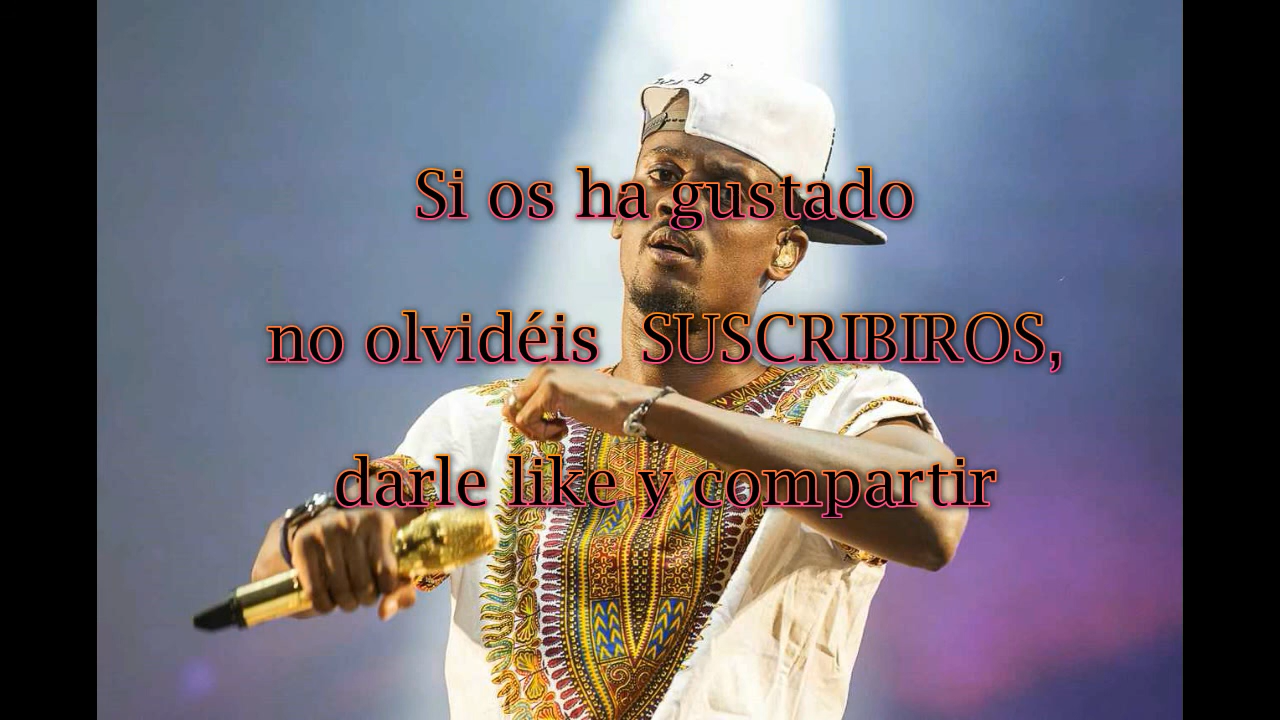 Si os ha gustado
no olvidéis SUSCRIBIROS,
darle like y compartir